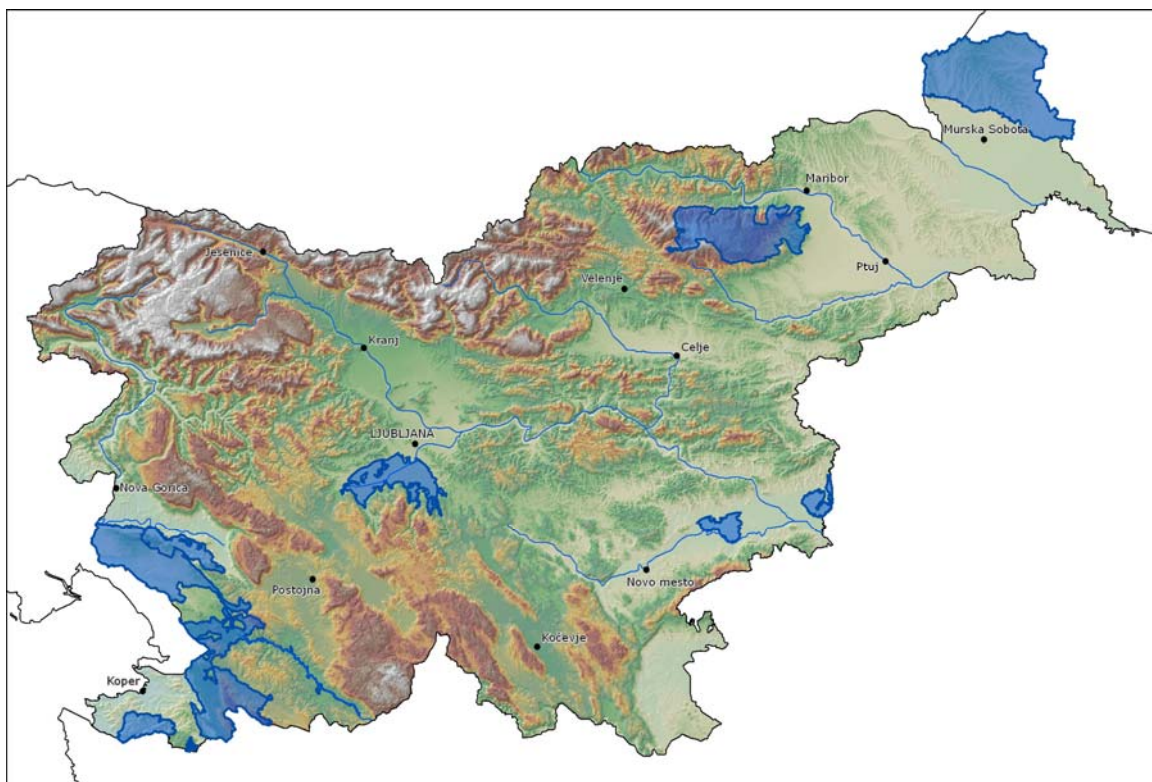 Murska Sobota
Maribor
Jesenice
Ptuj
Velenje
Kranj
Celje
LJUBLJANA
Nova Gorica
Novo mesto
Postojna
Kočevje
Koper